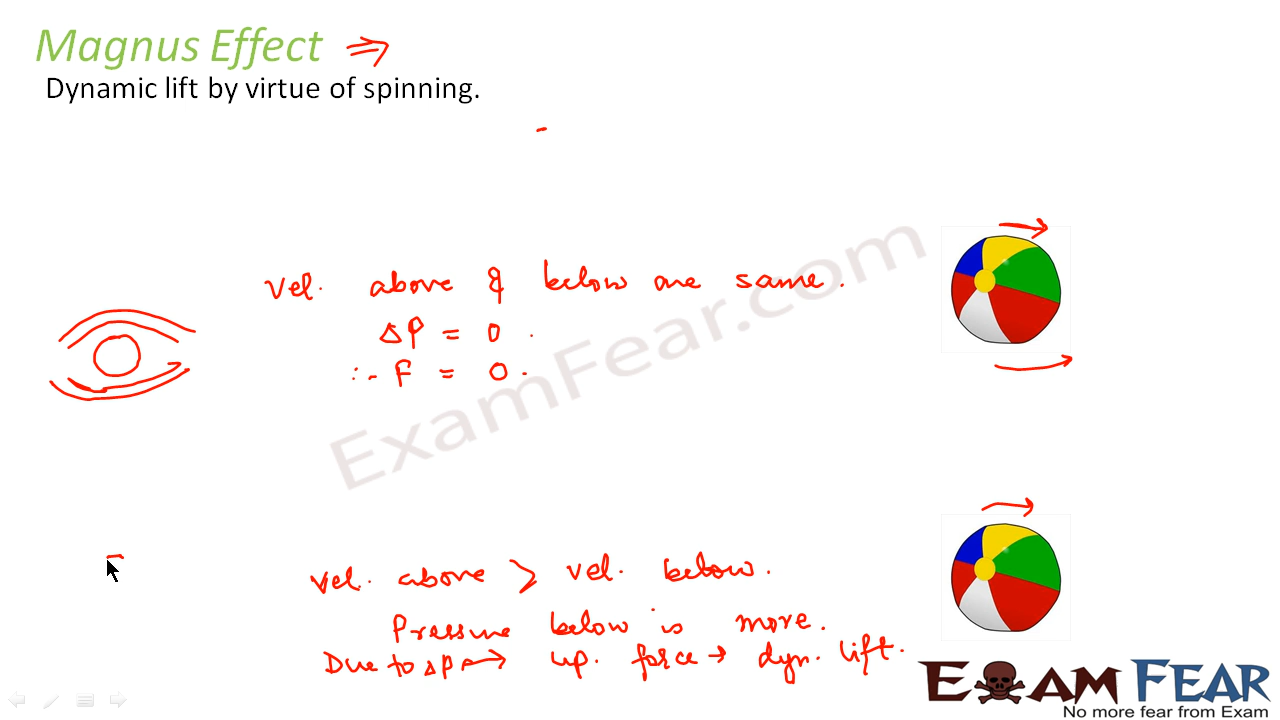 Magnus Effect ⇒
Dynamic lift by virtue of spinning.
Vel. above & below are same.
ΔP = 0.
∴ F = 0.
ExamFear.com
Vel. above > vel. below.
Pressure below is more.
Due to ΔP → up. force → dyn. lift.
EXAM FEAR
No more fear from Exam